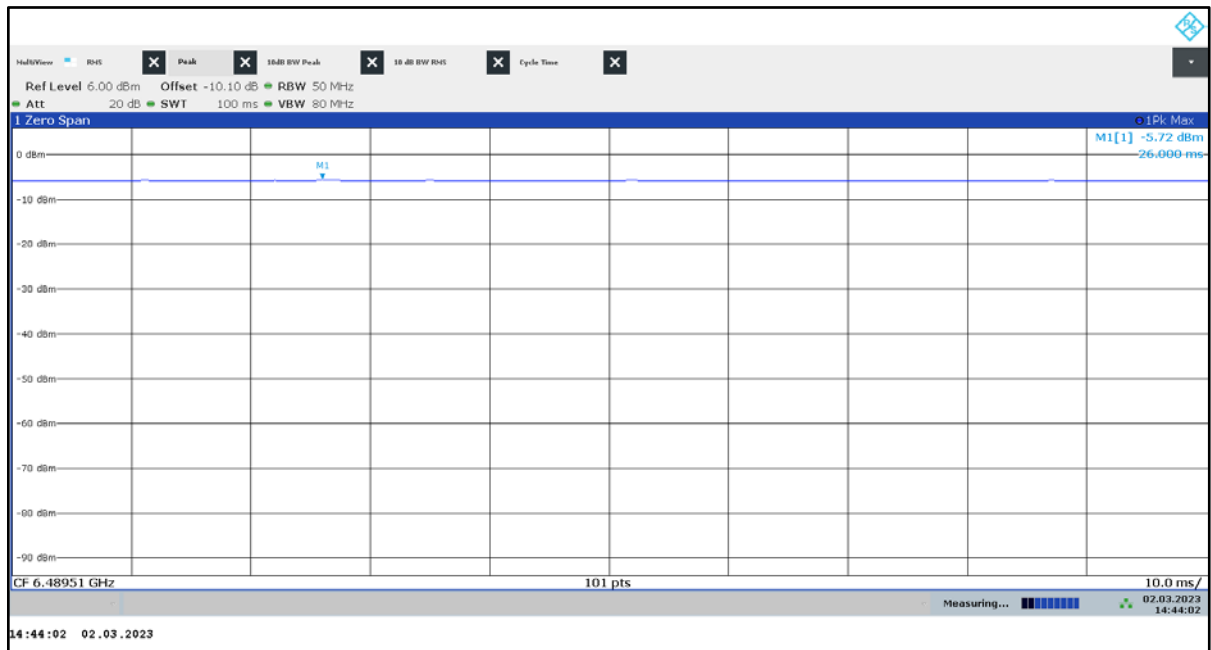 R&S
MultiView RMS Peak 10dB BW Peak 10 dB BW RMS Cycle Time
Ref Level 6.00 dBm Offset -10.10 dB RBW 50 MHz
Att 20 dB SWT 100 ms VBW 80 MHz
1 Zero Span 1Pk Max
M1[1] -5.72 dBm
26.000 ms
0 dBm
M1
-10 dBm
-20 dBm
-30 dBm
-40 dBm
-50 dBm
-60 dBm
-70 dBm
-80 dBm
-90 dBm
CF 6.48951 GHz 101 pts 10.0 ms/
Measuring... 02.03.2023
14:44:02
14:44:02 02.03.2023